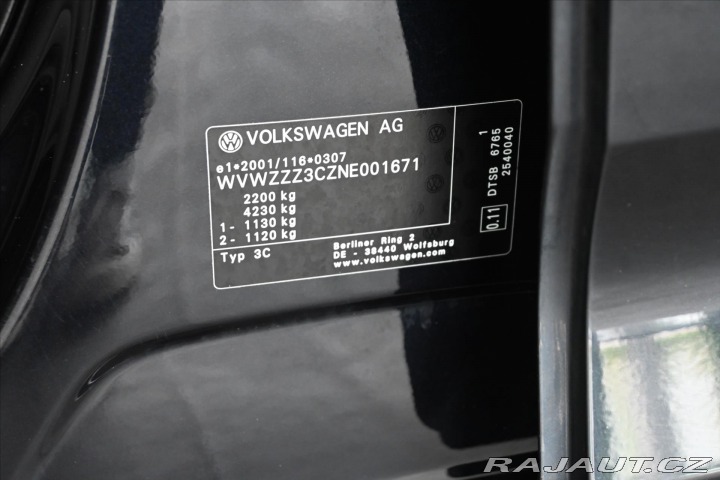 VOLKSWAGEN AG
e1*2001/116*0307
WVWZZZ3CZNE001671
2200 kg
4230 kg
1 - 1130 kg
2 - 1120 kg
Typ 3C
Berliner Ring 2
DE - 38440 Wolfsburg
www.volkswagen.com
0.11
DTSB 6765 1
2540040
RAJAUT.CZ